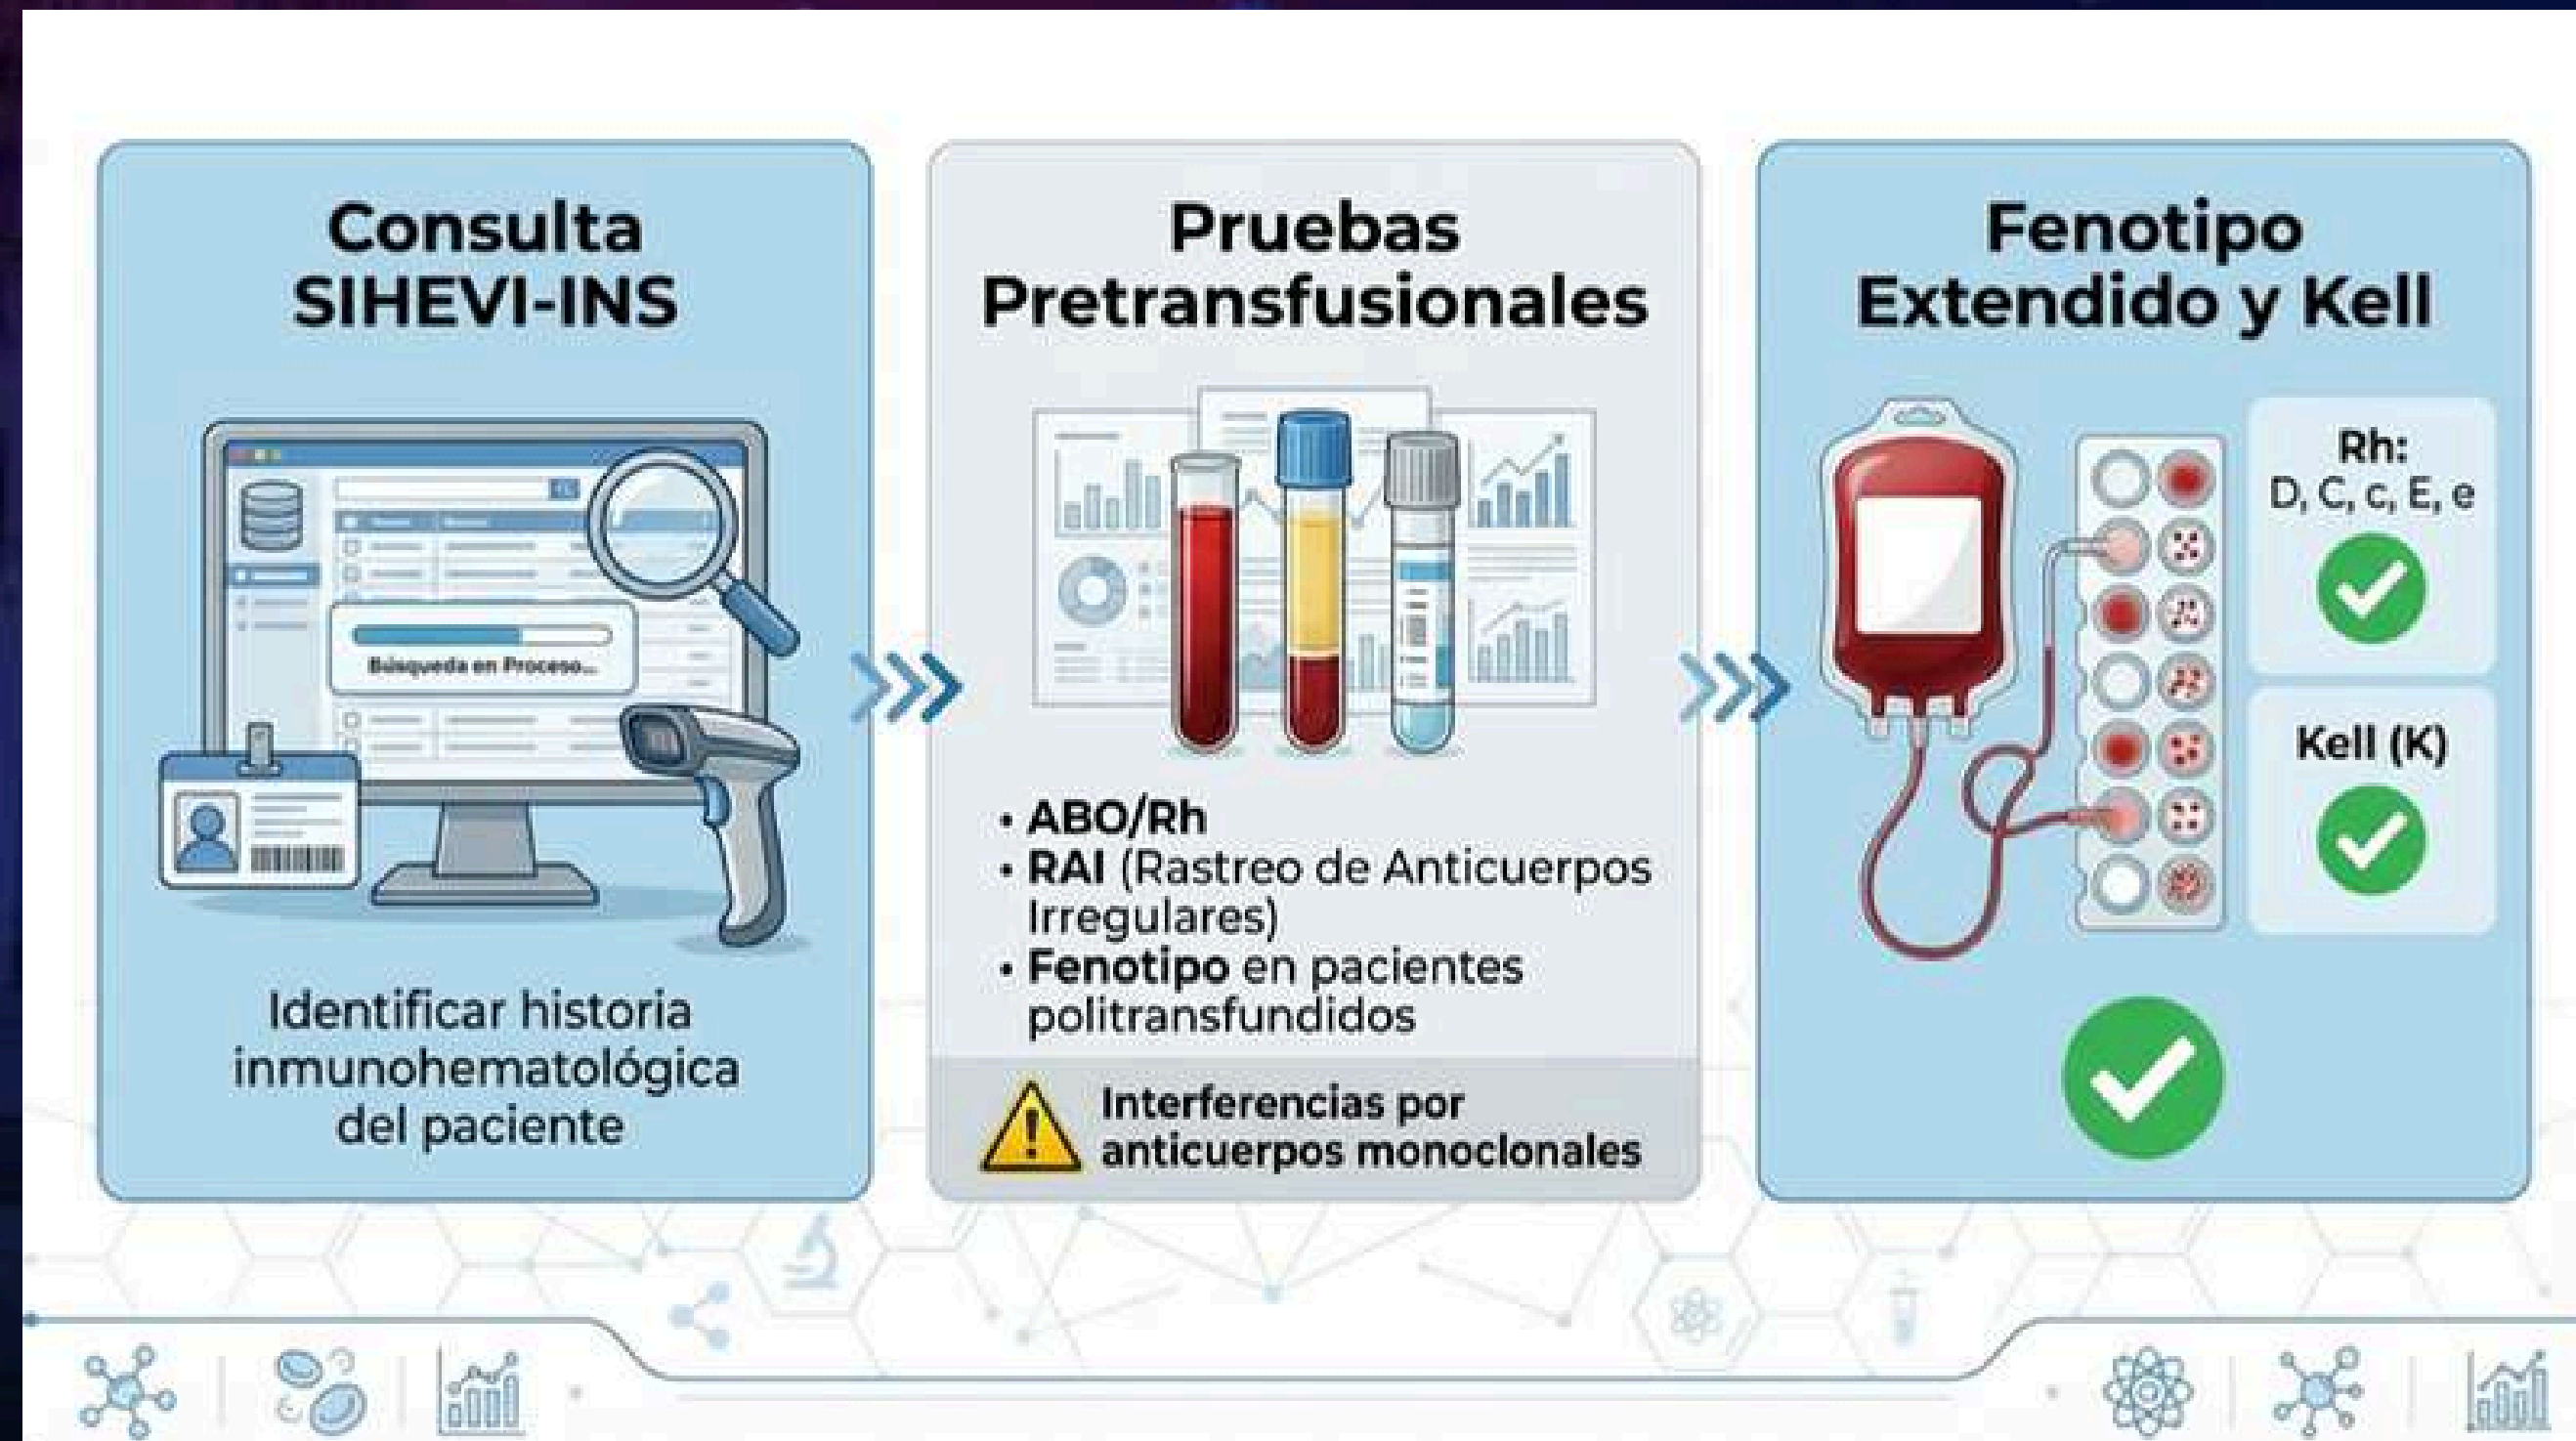 Consulta
SIHEVI-INS
Búsqueda en Proceso...
Identificar historia
inmunohematológica
del paciente
Pruebas
Pretransfusionales
• ABO/Rh
• RAI (Rastreo de Anticuerpos
Irregulares)
• Fenotipo en pacientes
politransfundidos
Interferencias por
anticuerpos monoclonales
Fenotipo
Extendido y Kell
Rh:
D, C, c, E, e
Kell (K)